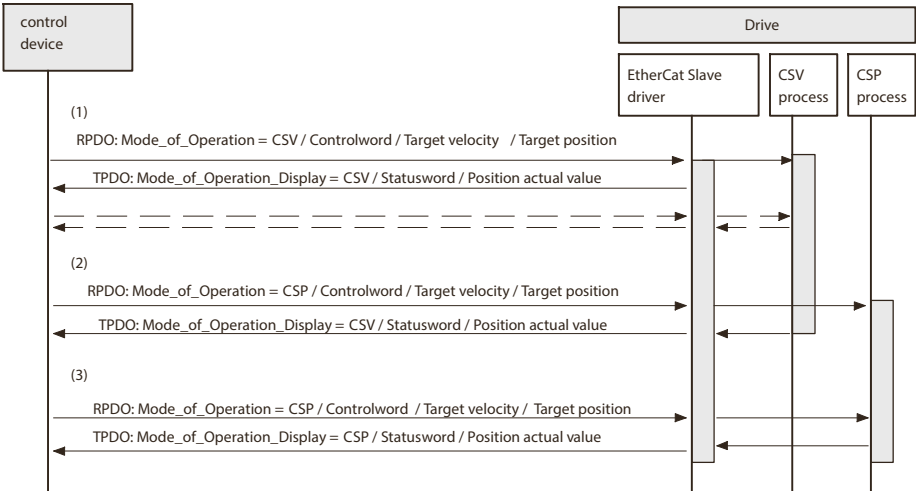 control
device
Drive
EtherCat Slave
driver
CSV
process
CSP
process
(1)
RPDO: Mode_of_Operation = CSV / Controlword / Target velocity / Target position
TPDO: Mode_of_Operation_Display = CSV / Statusword / Position actual value
(2)
RPDO: Mode_of_Operation = CSP / Controlword / Target velocity / Target position
TPDO: Mode_of_Operation_Display = CSV / Statusword / Position actual value
(3)
RPDO: Mode_of_Operation = CSP / Controlword / Target velocity / Target position
TPDO: Mode_of_Operation_Display = CSP / Statusword / Position actual value